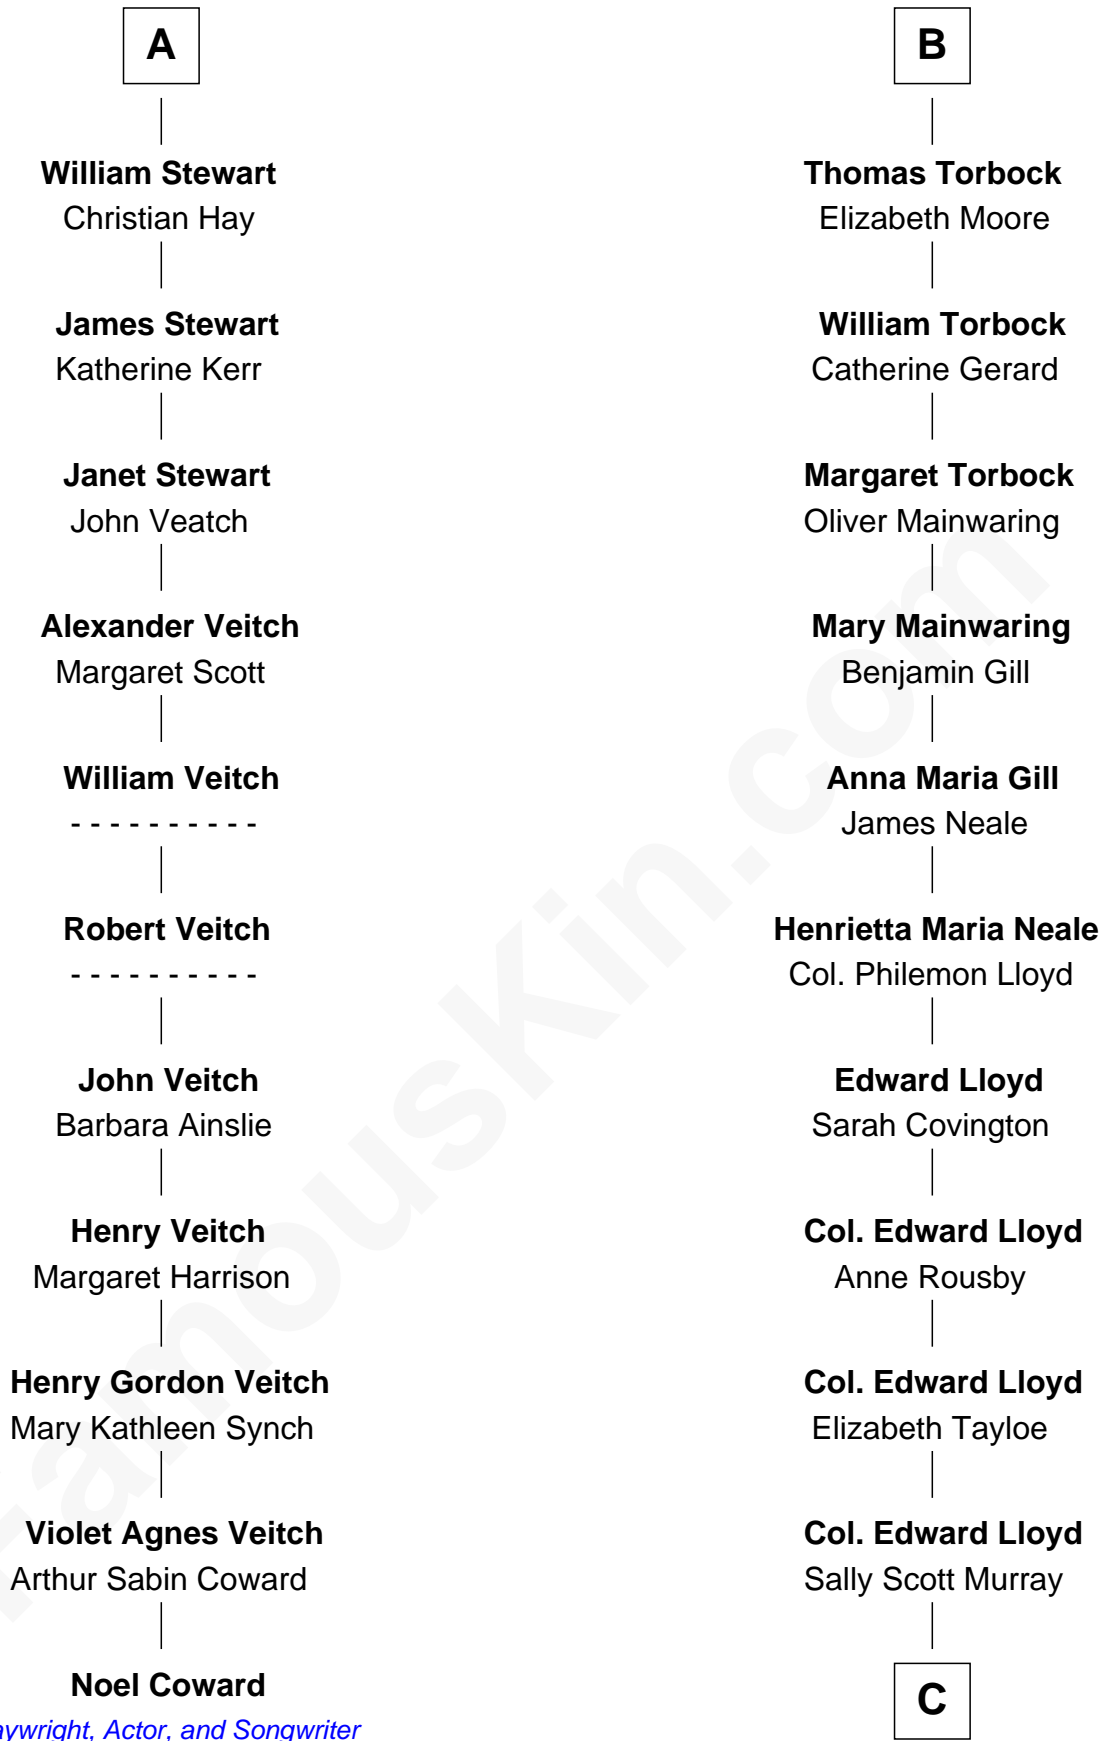 A
William Stewart
Christian Hay
James Stewart
Katherine Kerr
Janet Stewart
John Veatch
Alexander Veitch
Margaret Scott
William Veitch
- - - - - - - - - -
Robert Veitch
- - - - - - - - - -
John Veitch
Barbara Ainslie
Henry Veitch
Margaret Harrison
Henry Gordon Veitch
Mary Kathleen Synch
Violet Agnes Veitch
Arthur Sabin Coward
Noel Coward
aywright, Actor, and Songwriter
B
Thomas Torbock
Elizabeth Moore
William Torbock
Catherine Gerard
Margaret Torbock
Oliver Mainwaring
Mary Mainwaring
Benjamin Gill
Anna Maria Gill
James Neale
Henrietta Maria Neale
Col. Philemon Lloyd
Edward Lloyd
Sarah Covington
Col. Edward Lloyd
Anne Rousby
Col. Edward Lloyd
Elizabeth Tayloe
Col. Edward Lloyd
Sally Scott Murray
C
FamousKin.com